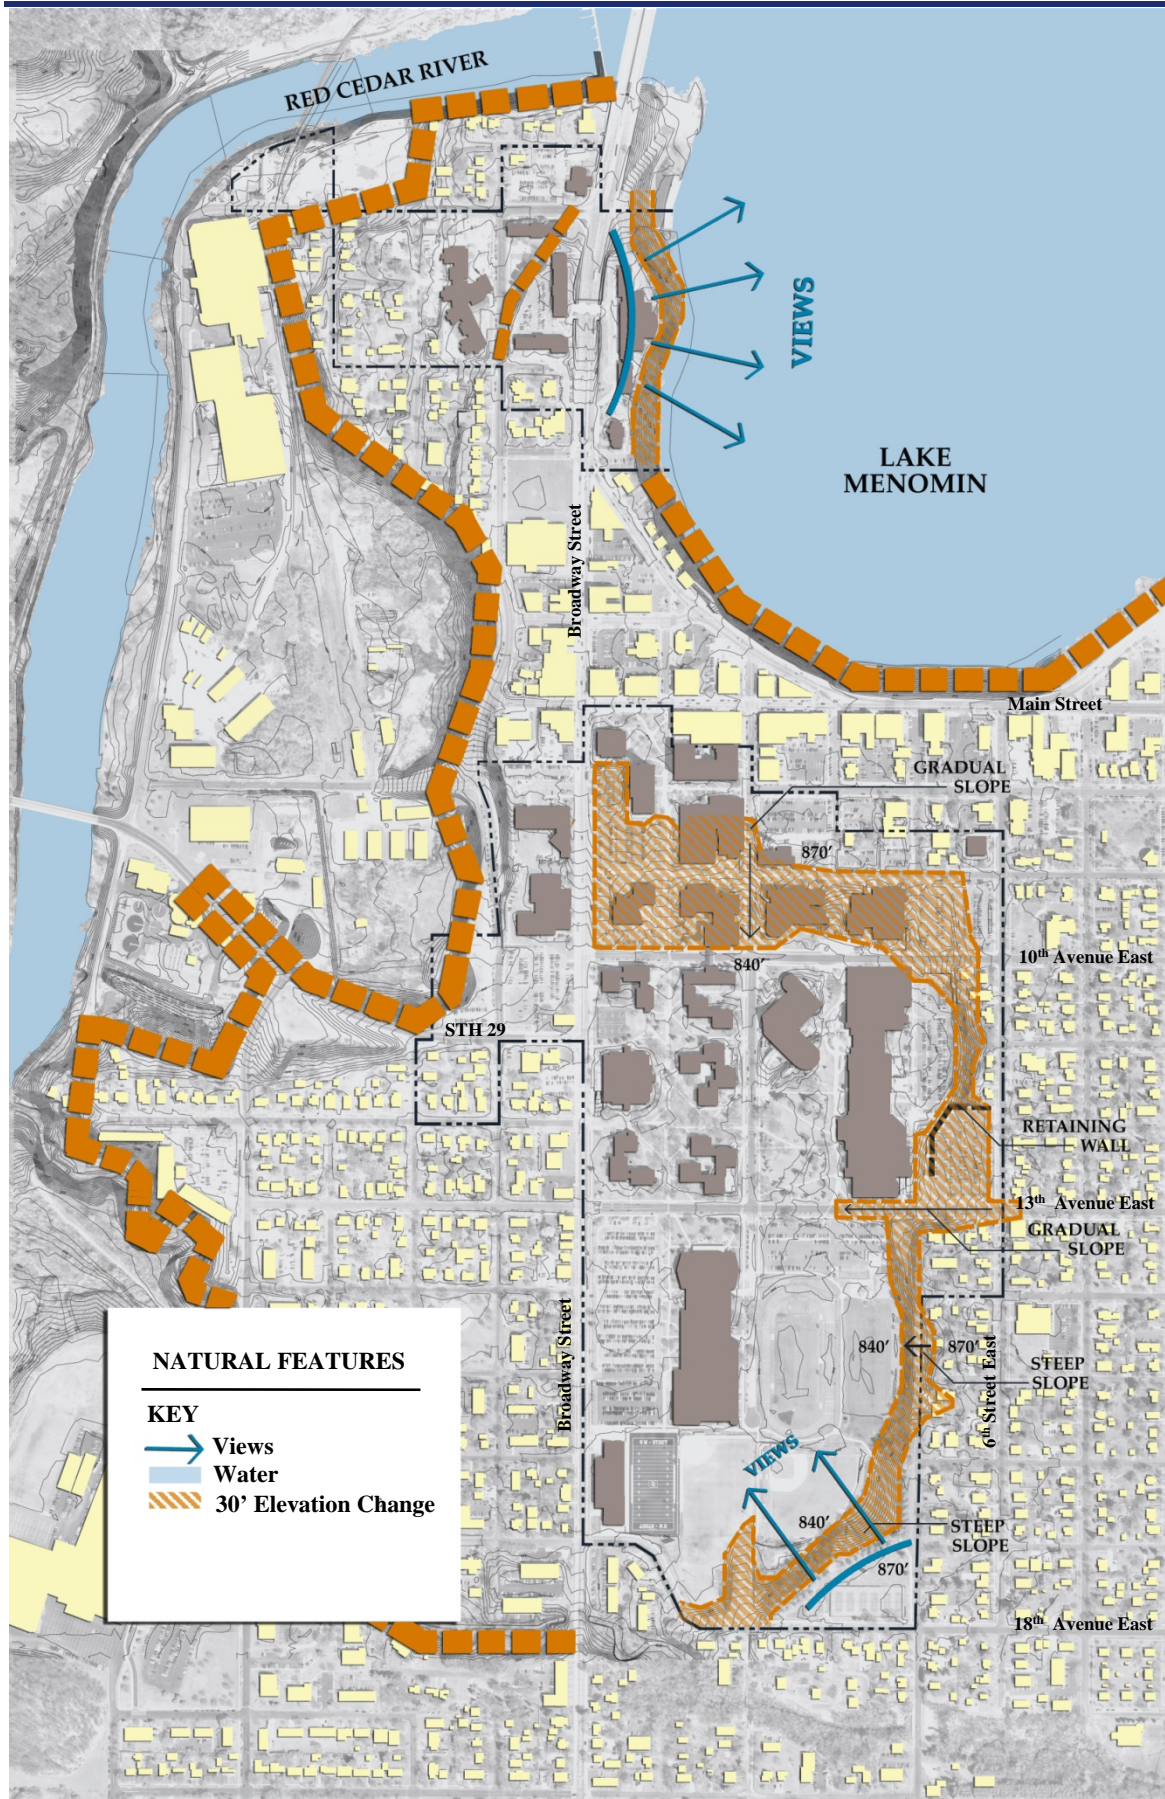 RED CEDAR RIVER
VIEWS
LAKE
MENOMIN
Broadway Street
Main Street
GRADUAL
SLOPE
870'
840'
10th Avenue East
STH 29
RETAINING
WALL
13th Avenue East
GRADUAL
SLOPE
840'
870'
STEEP
SLOPE
6th Street East
Broadway Street
NATURAL FEATURES
KEY
Views
Water
30’ Elevation Change
VIEWS
840'
STEEP
SLOPE
870'
18th Avenue East